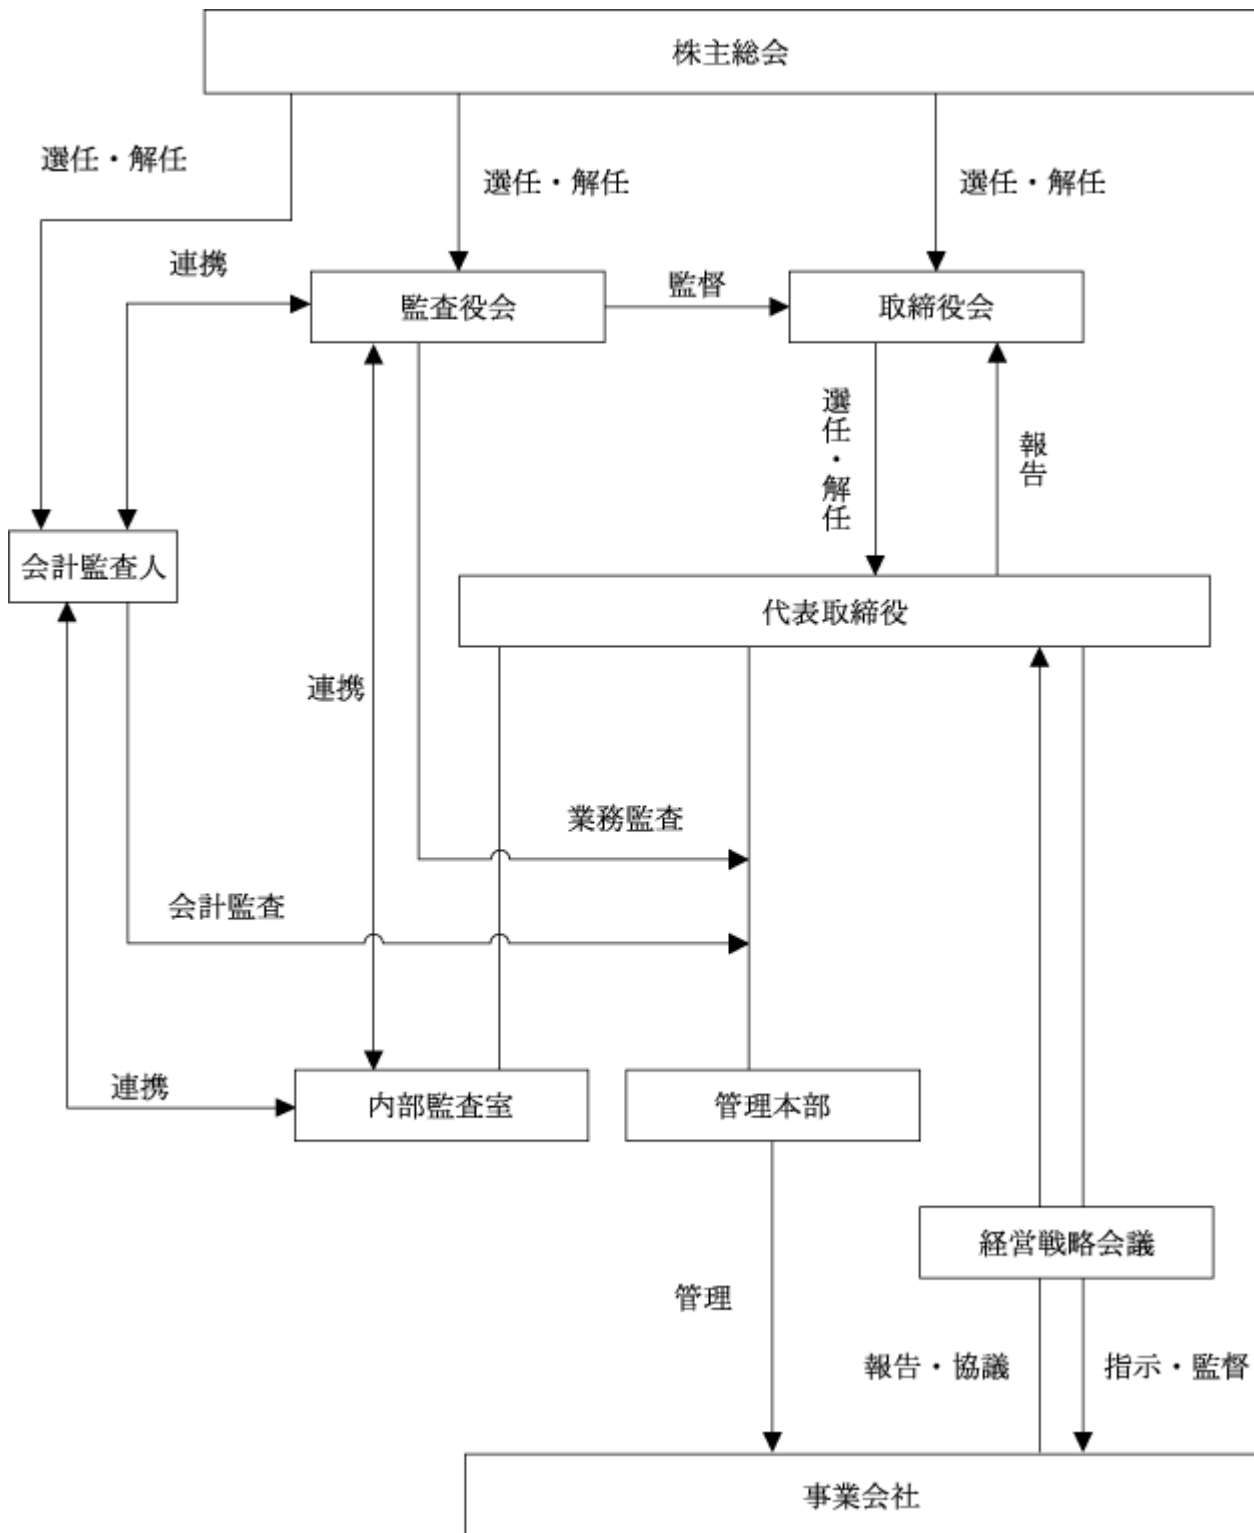 株主総会
選任・解任
選任・解任
選任・解任
連携
監査役会
監督
取締役会
選任・解任
報告
会計監査人
代表取締役
連携
業務監査
会計監査
連携
内部監査室
管理本部
経営戦略会議
管理
報告・協議
指示・監督
事業会社